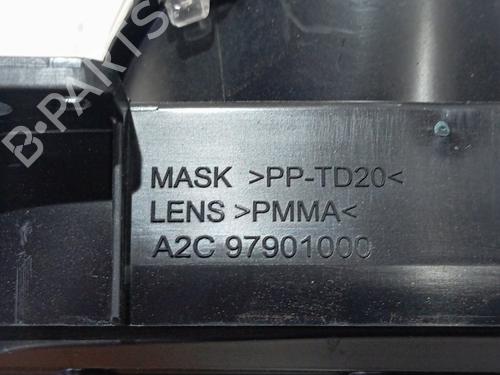 B-PARTS
MASK >PP-TD20<
LENS >PMMA<
A2C 97901000